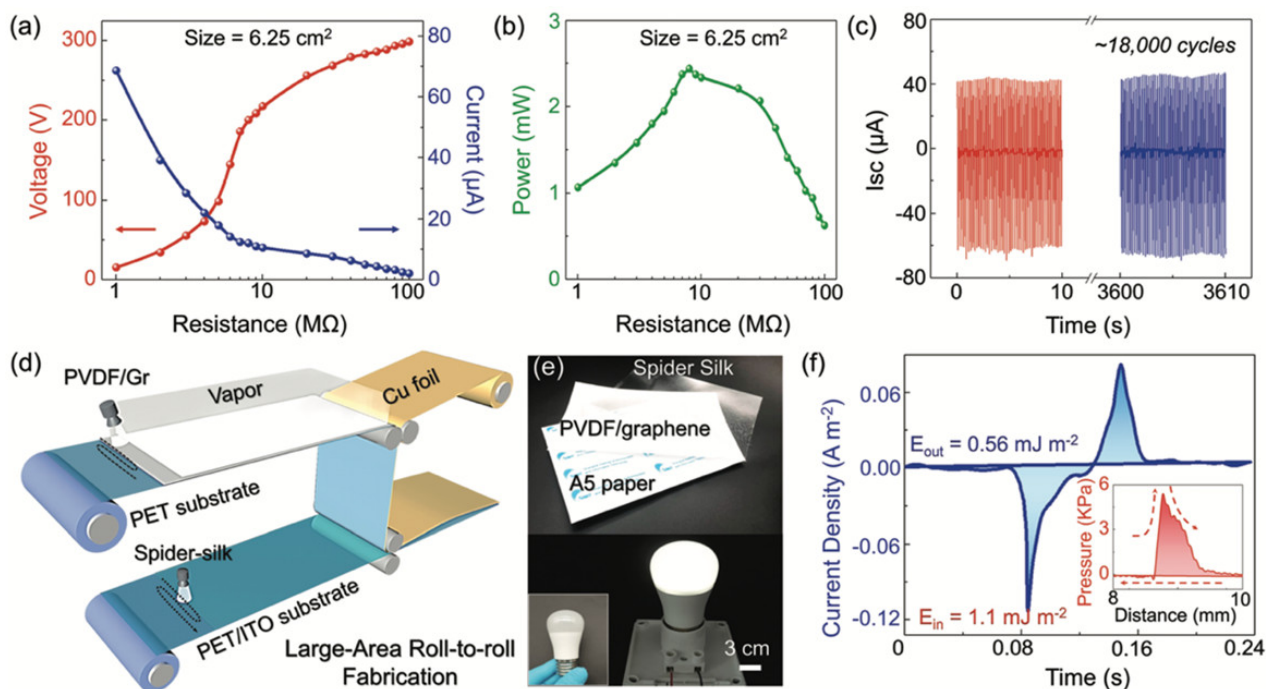 (a)
Size = 6.25 cm²
Voltage (V)
300
200
100
0
Current (μA)
80
60
40
20
0
1
10
100
Resistance (MΩ)
(b)
Size = 6.25 cm²
Power (mW)
3
2
1
0
1
10
100
Resistance (MΩ)
(c)
~18,000 cycles
Isc (μA)
80
40
0
-40
-80
0
10
3600
3610
Time (s)
(d)
PVDF/Gr
Vapor
Cu foil
PET substrate
Spider-silk
PET/ITO substrate
Large-Area Roll-to-roll
Fabrication
(e)
Spider Silk
PVDF/graphene
A5 paper
3 cm
(f)
Current Density (A m⁻²)
0.06
0.00
-0.06
-0.12
E_out = 0.56 mJ m⁻²
E_in = 1.1 mJ m⁻²
Pressure (KPa)
6
3
0
8
9
10
Distance (mm)
0
0.08
0.16
0.24
Time (s)